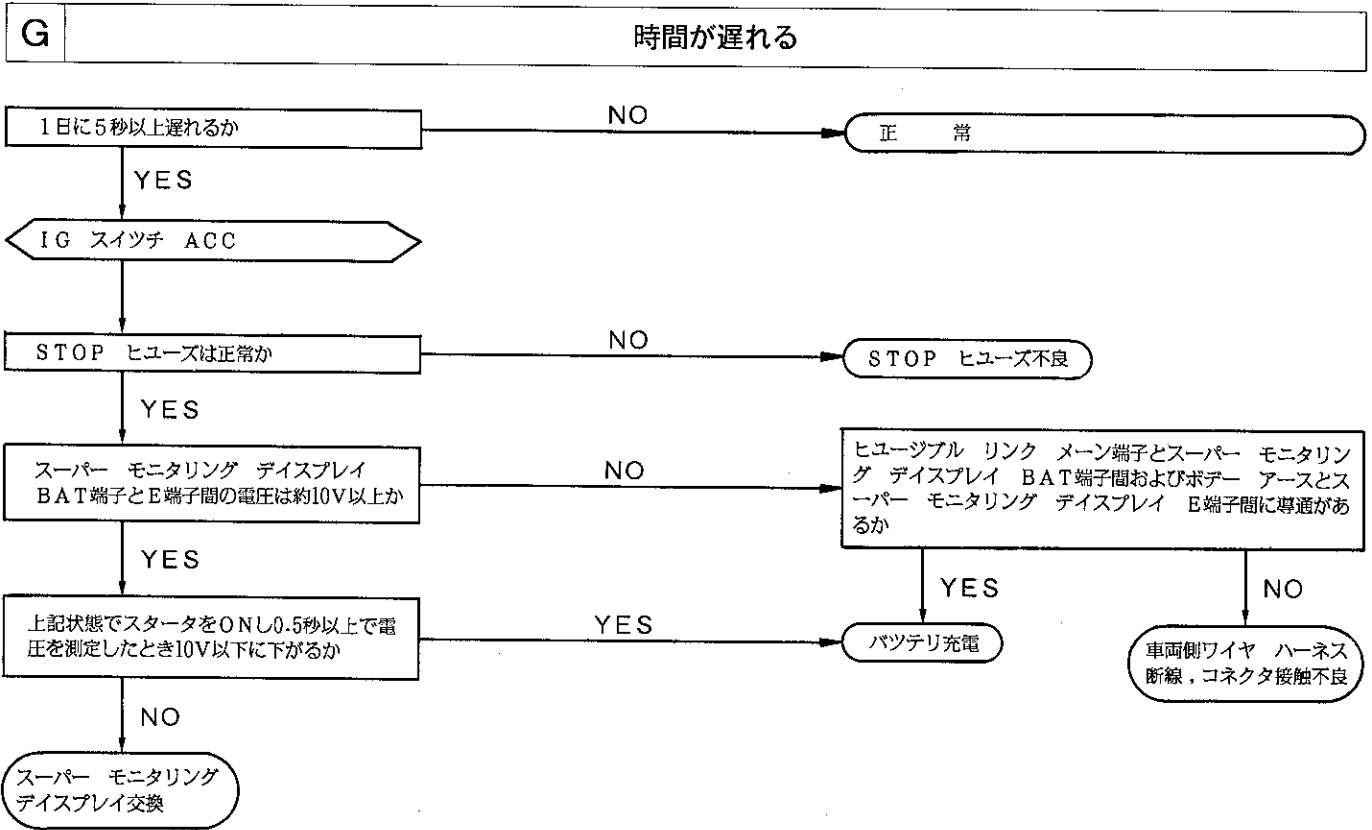 G
時間が遅れる
1日に5秒以上遅れるか
NO
正 常
YES
IG スイツチ ACC
STOP ヒユーズは正常か
NO
STOP ヒユーズ不良
YES
スーパー モニタリング デイスプレイ
BAT端子とE端子間の電圧は約10V以上か
NO
ヒユージブル リンク メーン端子とスーパー モニタリン
グ デイスプレイ BAT端子間およびボデー アースとス
ーパー モニタリング デイスプレイ E端子間に導通があ
るか
YES
YES
NO
上記状態でスタータをONし0.5秒以上で電
圧を測定したとき10V以下に下がるか
YES
バツテリ充電
車両側ワイヤ ハーネス
断線,コネクタ接触不良
NO
スーパー モニタリング
デイスプレイ交換